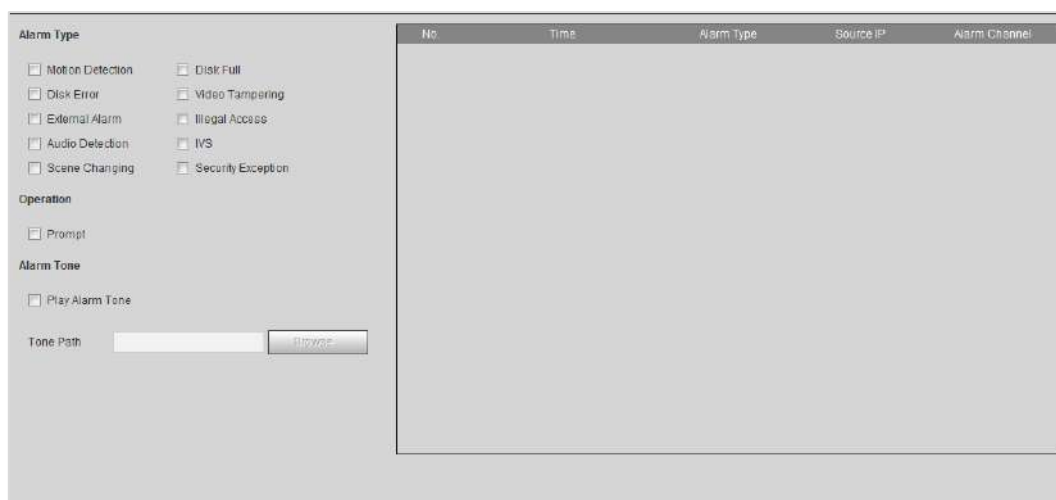 Alarm Type
Motion Detection Disk Full
Disk Error Video Tampering
External Alarm Illegal Access
Audio Detection IVS
Scene Changing Security Exception
Operation
Prompt
Alarm Tone
Play Alarm Tone
Tone Path Browse...
No. Time Alarm Type Source IP Alarm Channel